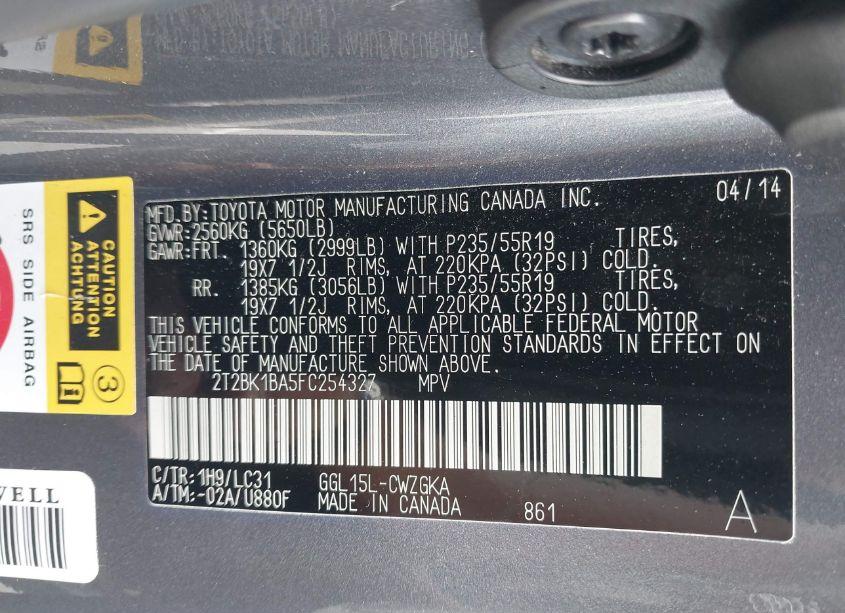 MFD.BY:TOYOTA MOTOR MANUFACTURING CANADA INC. 04/14
GVWR:2560KG (5650LB)
GAWR:FRT. 1360KG (2999LB) WITH P235/55R19 TIRES,
19X7 1/2J RIMS, AT 220KPA (32PSI) COLD.
RR. 1385KG (3056LB) WITH P235/55R19 TIRES,
19X7 1/2J RIMS, AT 220KPA (32PSI) COLD.
THIS VEHICLE CONFORMS TO ALL APPLICABLE FEDERAL MOTOR
VEHICLE SAFETY AND THEFT PREVENTION STANDARDS IN EFFECT ON
THE DATE OF MANUFACTURE SHOWN ABOVE.
2T2BK1BA5FC254327 MPV
C/TR:1H9/LC31 GGL15L-CWZGKA
A/TM:-02A/U880F MADE IN CANADA 861 A
CAUTION
ATTENTION
ACHTUNG
3
SRS SIDE AIRBAG